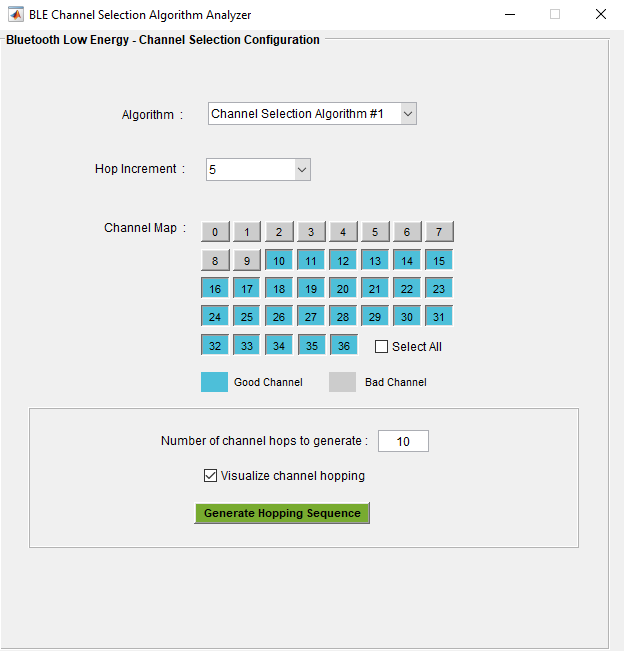 BLE Channel Selection Algorithm Analyzer
Bluetooth Low Energy - Channel Selection Configuration
Algorithm :
Channel Selection Algorithm #1
Hop Increment :
5
Channel Map :
0 1 2 3 4 5 6 7
8 9 10 11 12 13 14 15
16 17 18 19 20 21 22 23
24 25 26 27 28 29 30 31
32 33 34 35 36 Select All
Good Channel Bad Channel
Number of channel hops to generate : 10
Visualize channel hopping
Generate Hopping Sequence